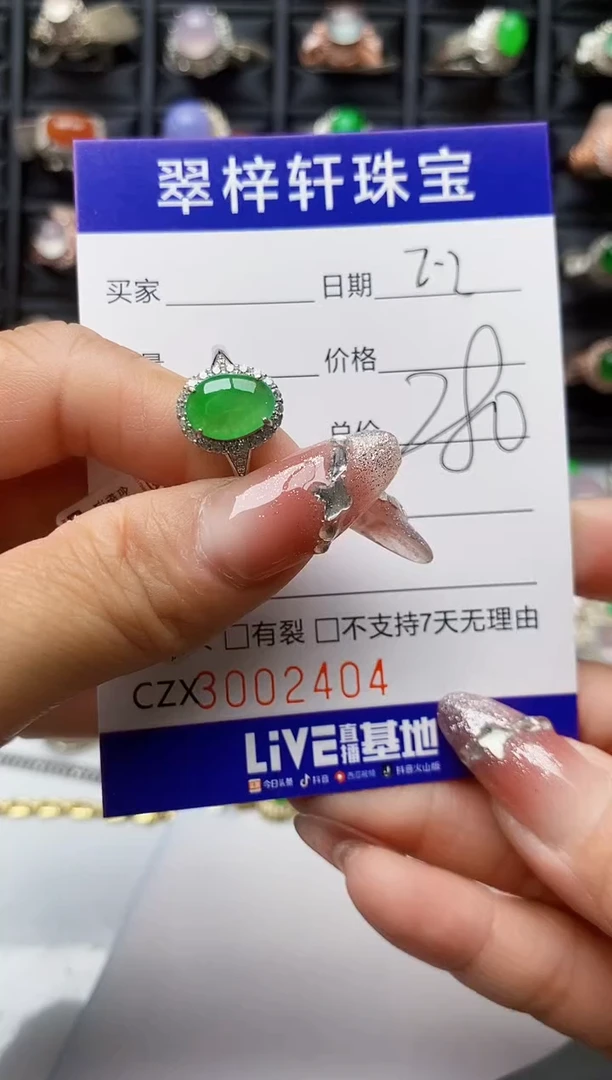 翠梓轩珠宝
买家 日期 2-2
量 价格
总价 280
□有裂 □不支持7天无理由
CZX3002404
LiVE直播基地
今日头条 抖音 西瓜视频 抖音火山版